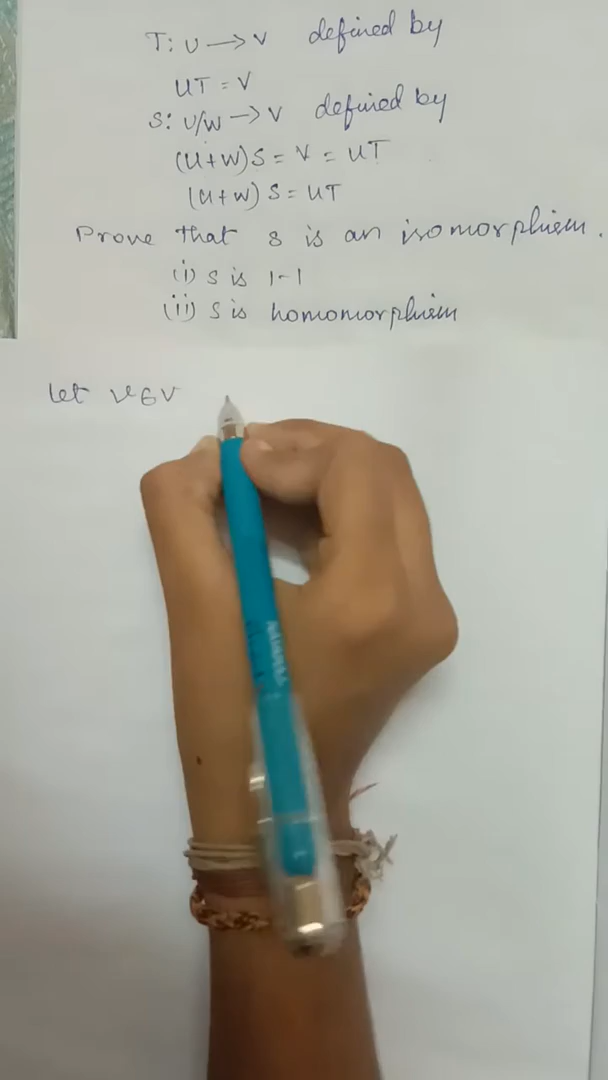 T: U → V defined by
UT = V
S: U/W → V defined by
(U+W)S = V = UT
(U+W) S = UT
Prove that S is an isomorphism.
(i) S is 1-1
(ii) S is homomorphism
Let v∈V